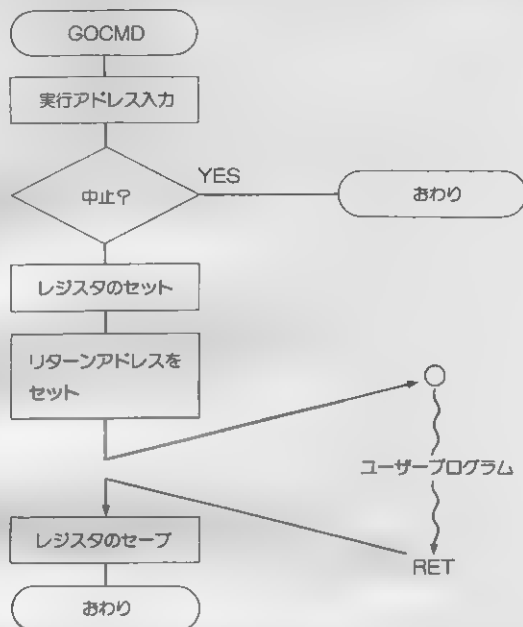 GOCMD
実行アドレス入力
中止?
YES
おわり
レジスタのセット
リターンアドレスを
セット
ユーザープログラム
RET
レジスタのセーブ
おわり